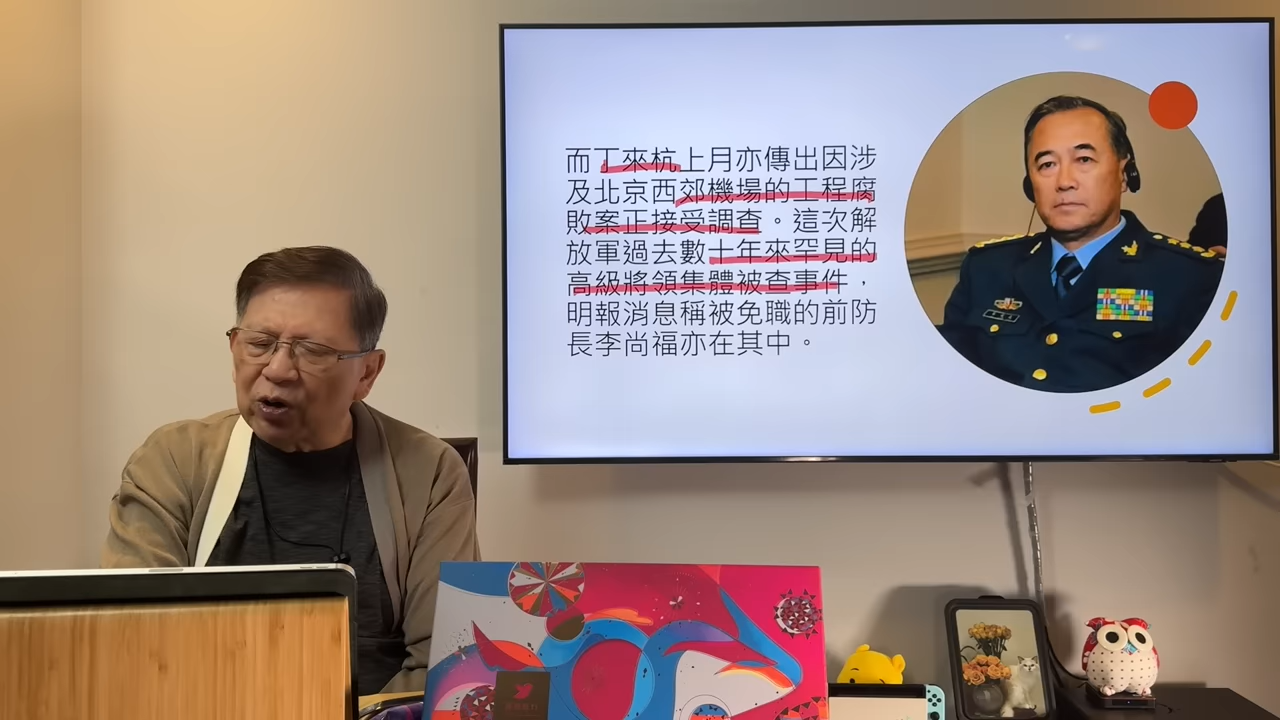 而丁來杭上月亦傳出因涉
及北京西郊機場的工程腐
敗案正接受調查。這次解
放軍過去數十年來罕見的
高級將領集體被查事件，
明報消息稱被免職的前防
長李尚福亦在其中。